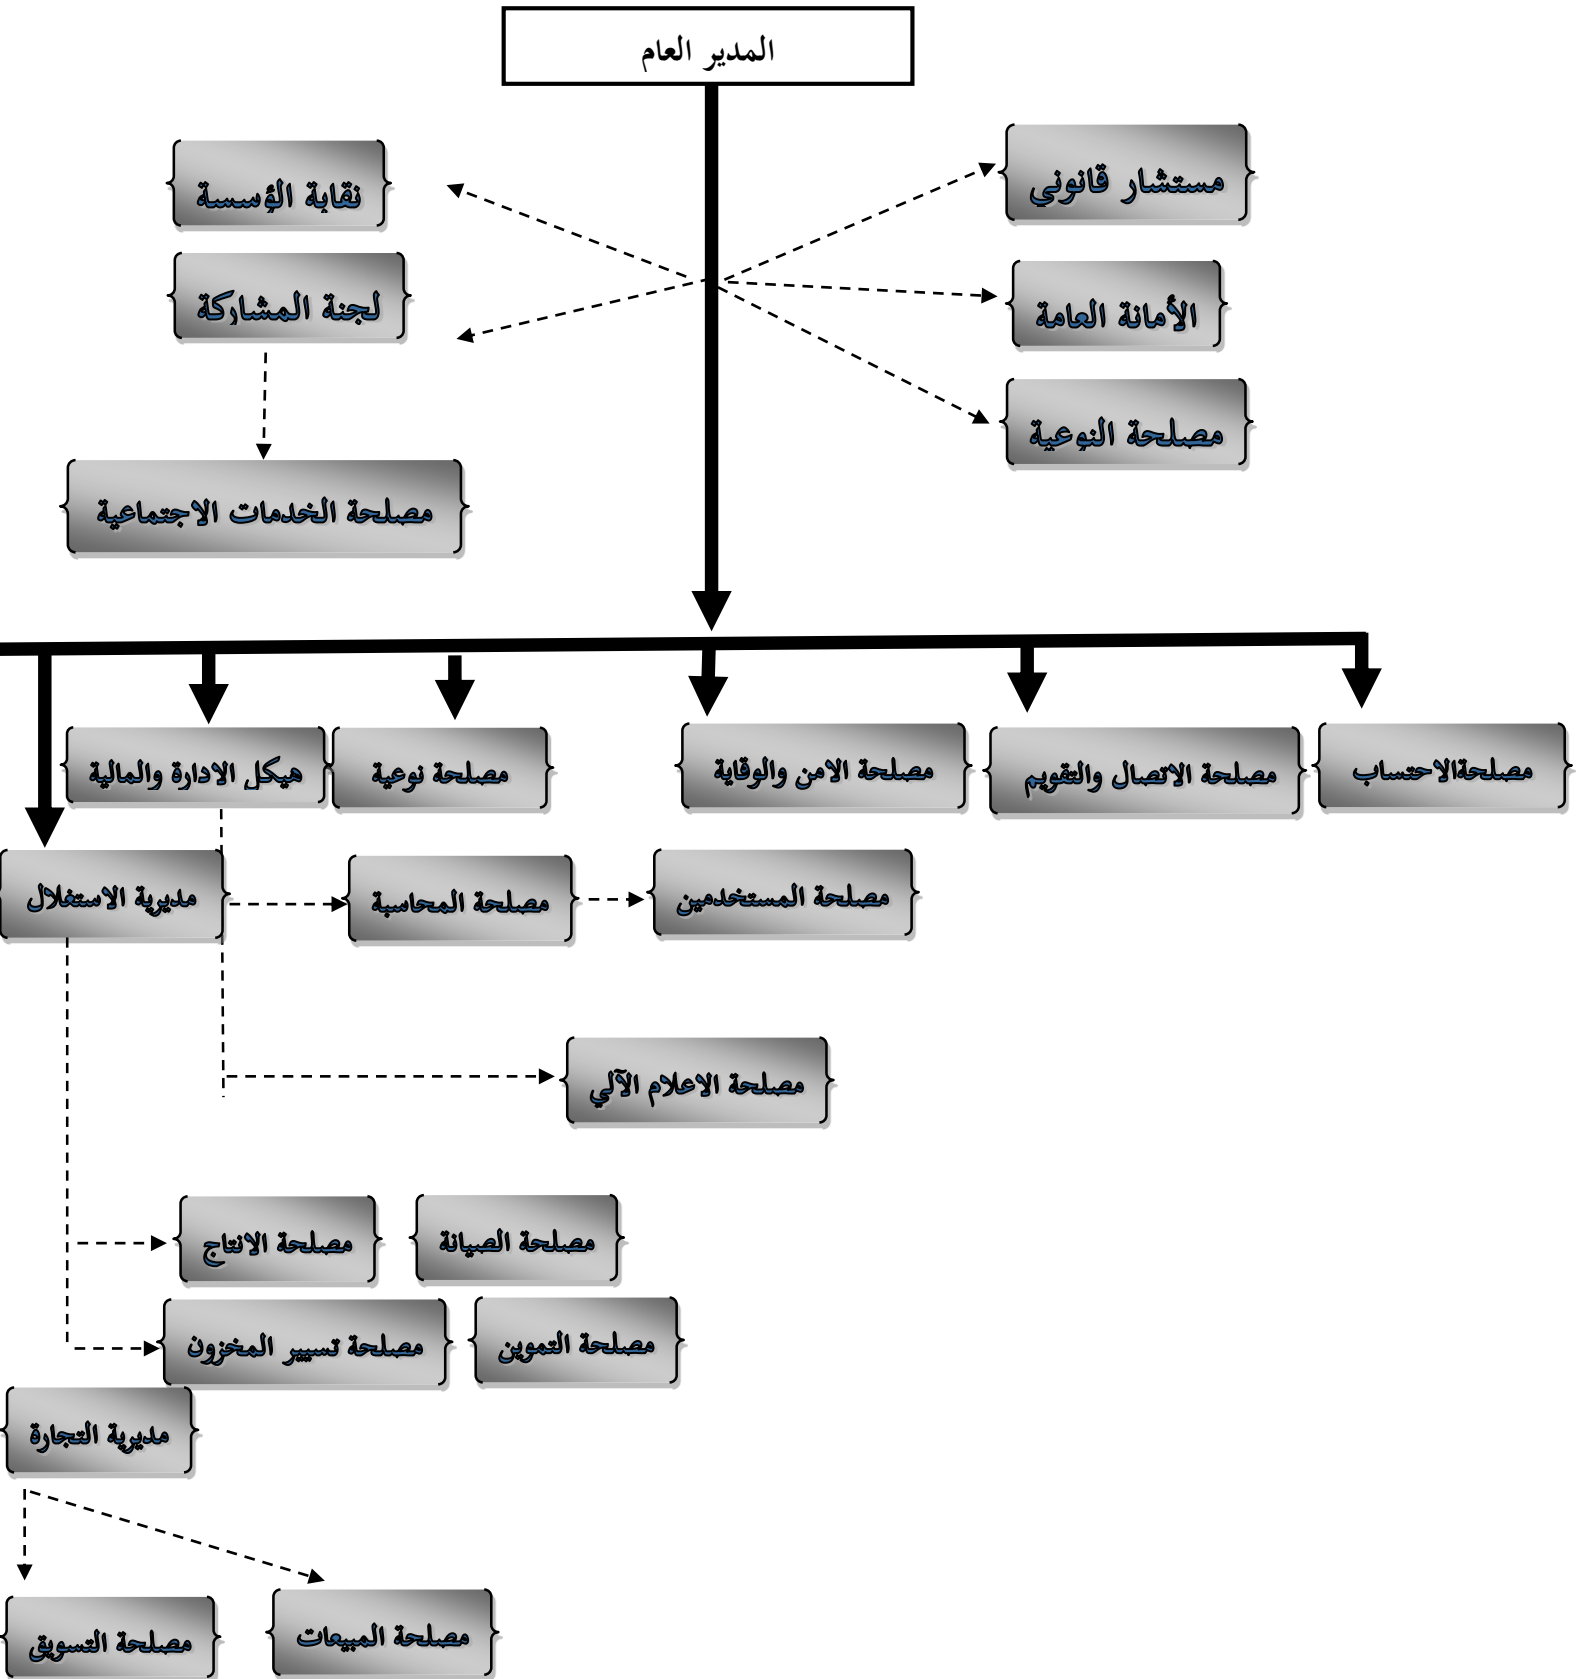 المدير العام
مستشار قانوني
نقابة الؤسسة
الأمانة العامة
لجنة المشاركة
مصلحة النوعية
مصلحة الخدمات الاجتماعية
مصلحةالاحتساب
مصلحة الاتصال والتقويم
مصلحة الامن والوقاية
مصلحة نوعية
هيكل الادارة والمالية
مصلحة المستخدمين
مصلحة المحاسبة
مديرية الاستغلال
مصلحة الاعلام الآلي
مصلحة الصيانة
مصلحة الانتاج
مصلحة التموين
مصلحة تسيير المخزون
مديرية التجارة
مصلحة المبيعات
مصلحة التسويق